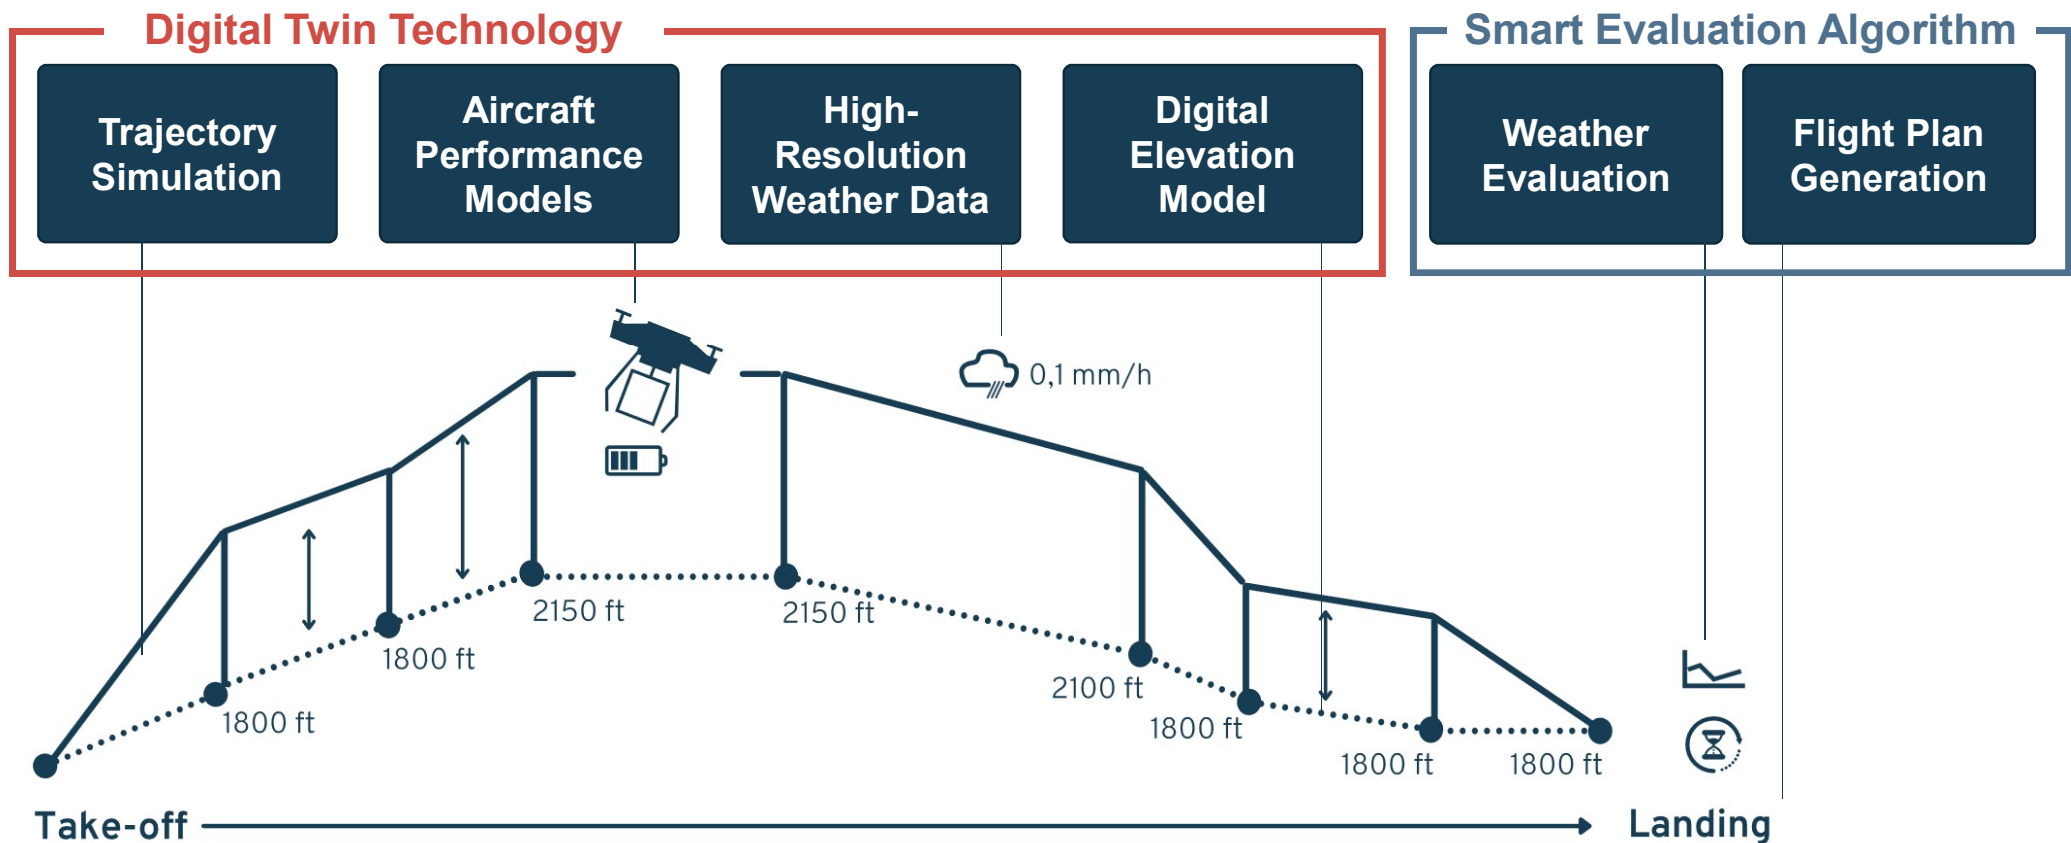 Digital Twin Technology
Smart Evaluation Algorithm
Trajectory
Simulation
Aircraft
Performance
Models
High-
Resolution
Weather Data
Digital
Elevation
Model
Weather
Evaluation
Flight Plan
Generation
0,1 mm/h
2150 ft
2150 ft
1800 ft
2100 ft
1800 ft
1800 ft
1800 ft
1800 ft
Take-off
Landing